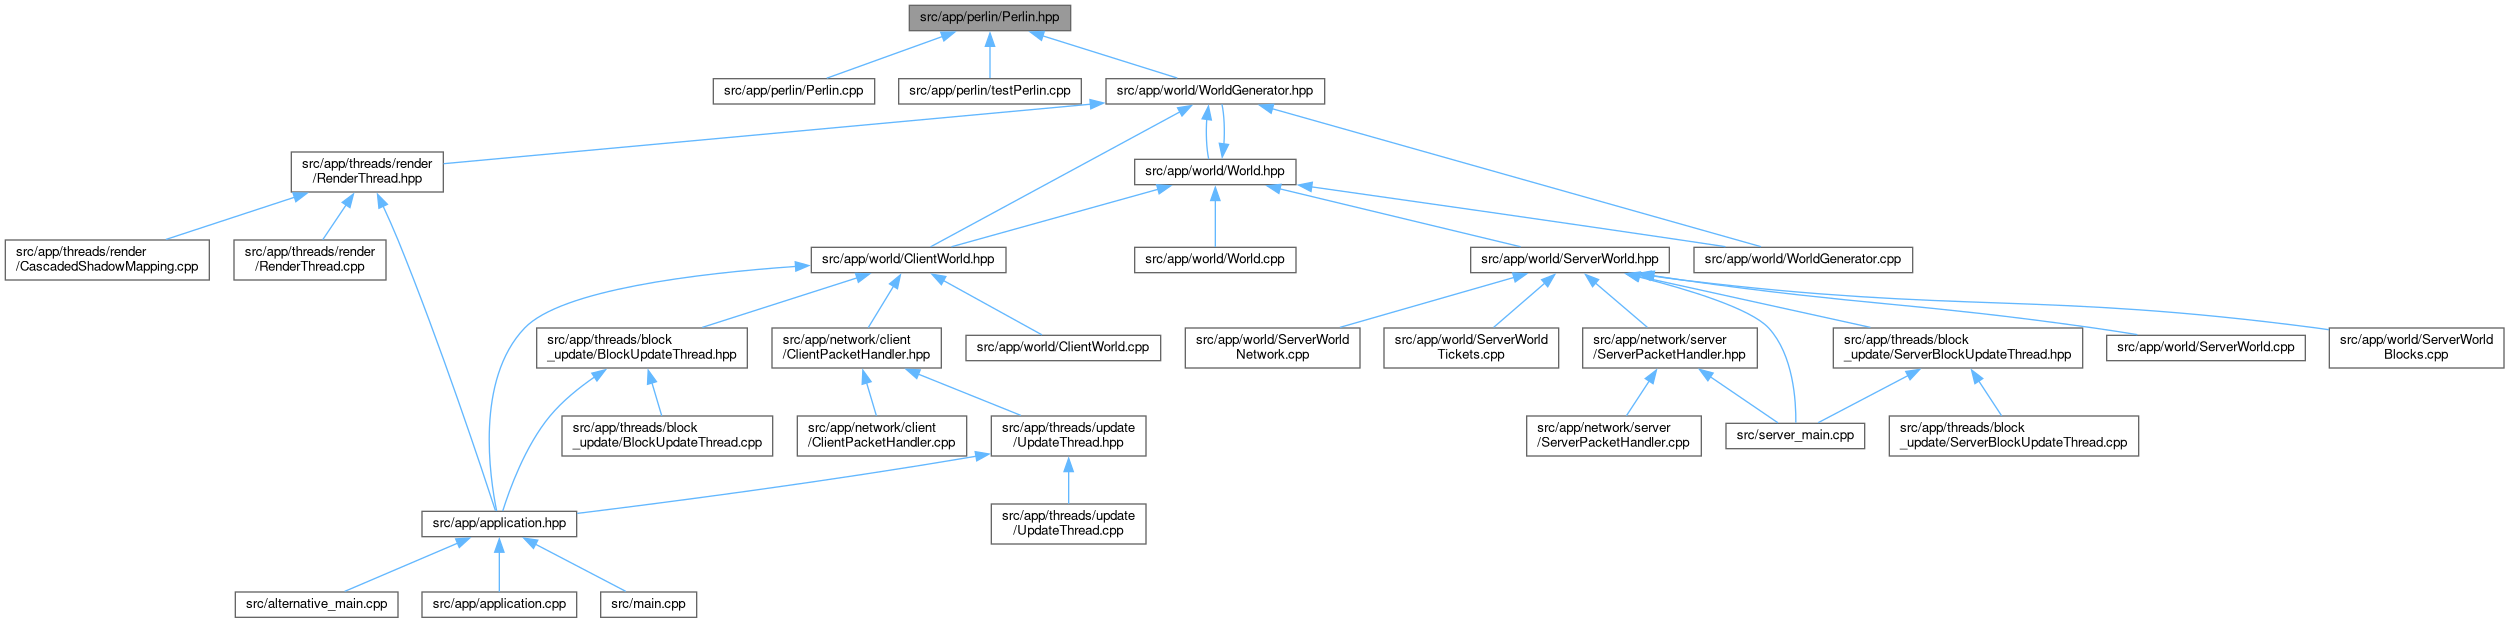 src/app/perlin/Perlin.hpp
src/app/perlin/Perlin.cpp
src/app/perlin/testPerlin.cpp
src/app/world/WorldGenerator.hpp
src/app/threads/render
/RenderThread.hpp
src/app/world/World.hpp
src/app/threads/render
/CascadedShadowMapping.cpp
src/app/threads/render
/RenderThread.cpp
src/app/world/ClientWorld.hpp
src/app/world/World.cpp
src/app/world/ServerWorld.hpp
src/app/world/WorldGenerator.cpp
src/app/threads/block
_update/BlockUpdateThread.hpp
src/app/network/client
/ClientPacketHandler.hpp
src/app/world/ClientWorld.cpp
src/app/world/ServerWorld
Network.cpp
src/app/world/ServerWorld
Tickets.cpp
src/app/network/server
/ServerPacketHandler.hpp
src/app/threads/block
_update/ServerBlockUpdateThread.hpp
src/app/world/ServerWorld.cpp
src/app/world/ServerWorld
Blocks.cpp
src/app/threads/block
_update/BlockUpdateThread.cpp
src/app/network/client
/ClientPacketHandler.cpp
src/app/threads/update
/UpdateThread.hpp
src/app/network/server
/ServerPacketHandler.cpp
src/server_main.cpp
src/app/threads/block
_update/ServerBlockUpdateThread.cpp
src/app/application.hpp
src/app/threads/update
/UpdateThread.cpp
src/alternative_main.cpp
src/app/application.cpp
src/main.cpp